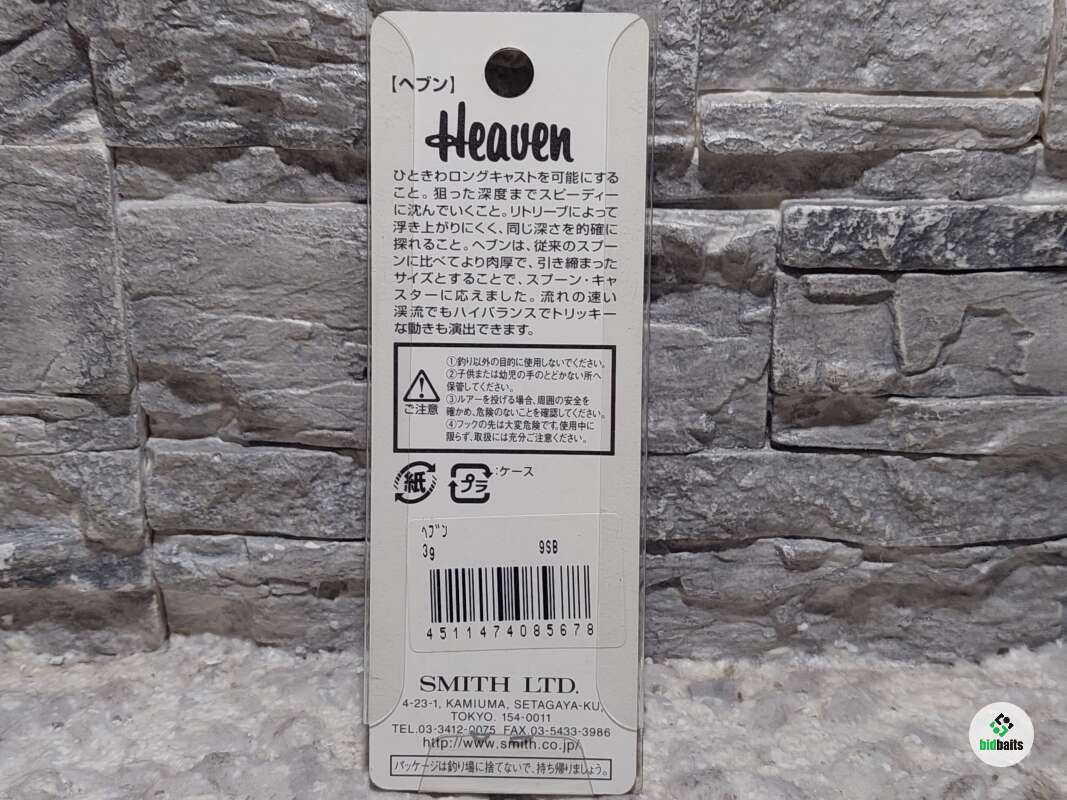 【ヘブン】
Heaven
ひときわロングキャストを可能にする
こと。狙った深度までスピーディー
に沈んでいくこと。リトリーブによって
浮き上がりにくく、同じ深さを的確に
探れること。ヘブンは、従来のスプー
ンに比べてより肉厚で、引き締まった
サイズとすることで、スプーン・キャ
スターに応えました。流れの速い
渓流でもハイバランスでトリッキー
な動きも演出できます。
ご注意
①釣り以外の目的に使用しないでください。
②子供または幼児の手のとどかない所へ
保管してください。
③ルアーを投げる場合、周囲の安全を
確かめ、危険のないことを確認してください。
④フックの先は大変危険です。使用中に
限らず、取扱には充分ご注意ください。
紙 プラ :ケース
ヘブン
3g 9SB
4511474085678
SMITH LTD.
4-23-1, KAMIUMA, SETAGAYA-KU,
TOKYO. 154-0011
TEL.03-3412-0075 FAX.03-5433-3986
http://www.smith.co.jp/
パッケージは釣り場に捨てないで、持ち帰りましょう。
bidbaits